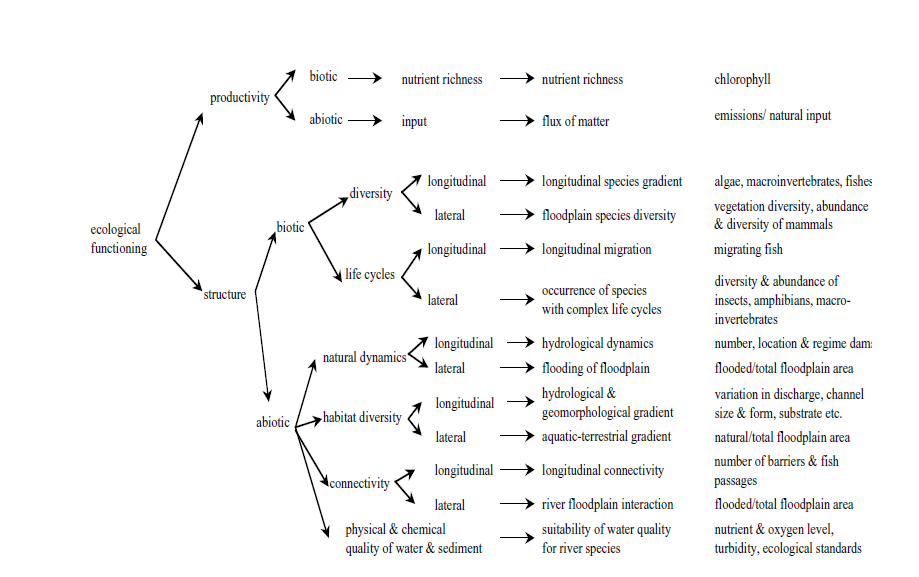 biotic
nutrient richness
nutrient richness
chlorophyll
productivity
abiotic
input
flux of matter
emissions/ natural input
diversity
longitudinal
longitudinal species gradient
algae, macroinvertebrates, fishes
lateral
floodplain species diversity
vegetation diversity, abundance
& diversity of mammals
ecological
functioning
biotic
longitudinal
longitudinal migration
migrating fish
life cycles
structure
lateral
occurrence of species
with complex life cycles
diversity & abundance of
insects, amphibians, macro-
invertebrates
natural dynamics
longitudinal
hydrological dynamics
number, location & regime dam
lateral
flooding of floodplain
flooded/total floodplain area
abiotic
habitat diversity
longitudinal
hydrological &
geomorphological gradient
variation in discharge, channel
size & form, substrate etc.
lateral
aquatic-terrestrial gradient
natural/total floodplain area
connectivity
longitudinal
longitudinal connectivity
number of barriers & fish
passages
lateral
river floodplain interaction
flooded/total floodplain area
physical & chemical
quality of water & sediment
suitability of water quality
for river species
nutrient & oxygen level,
turbidity, ecological standards